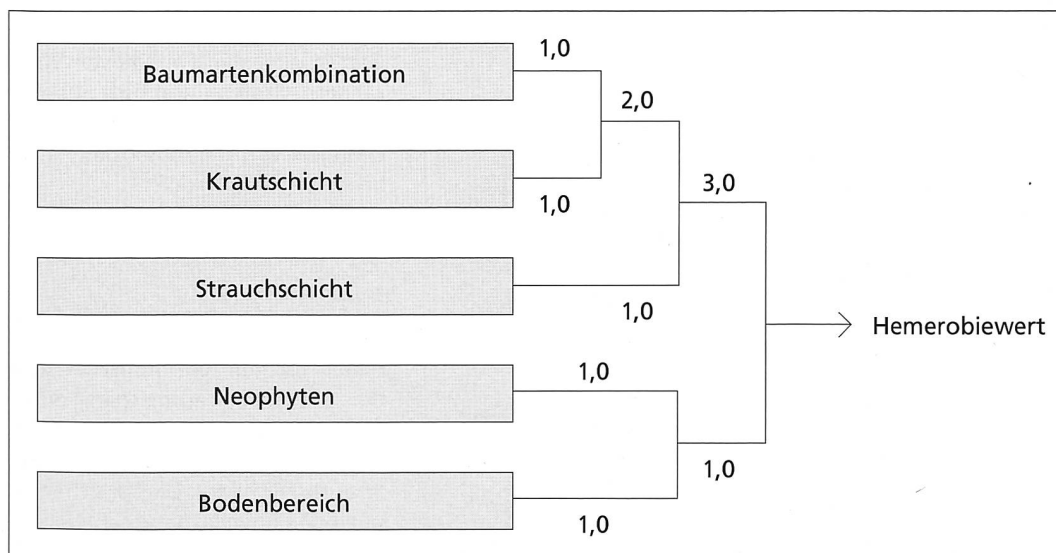 1,0
Baumartenkombination
2,0
Krautschicht
3,0
1,0
Strauchschicht
1,0
Hemerobiewert
1,0
Neophyten
1,0
Bodenbereich
1,0